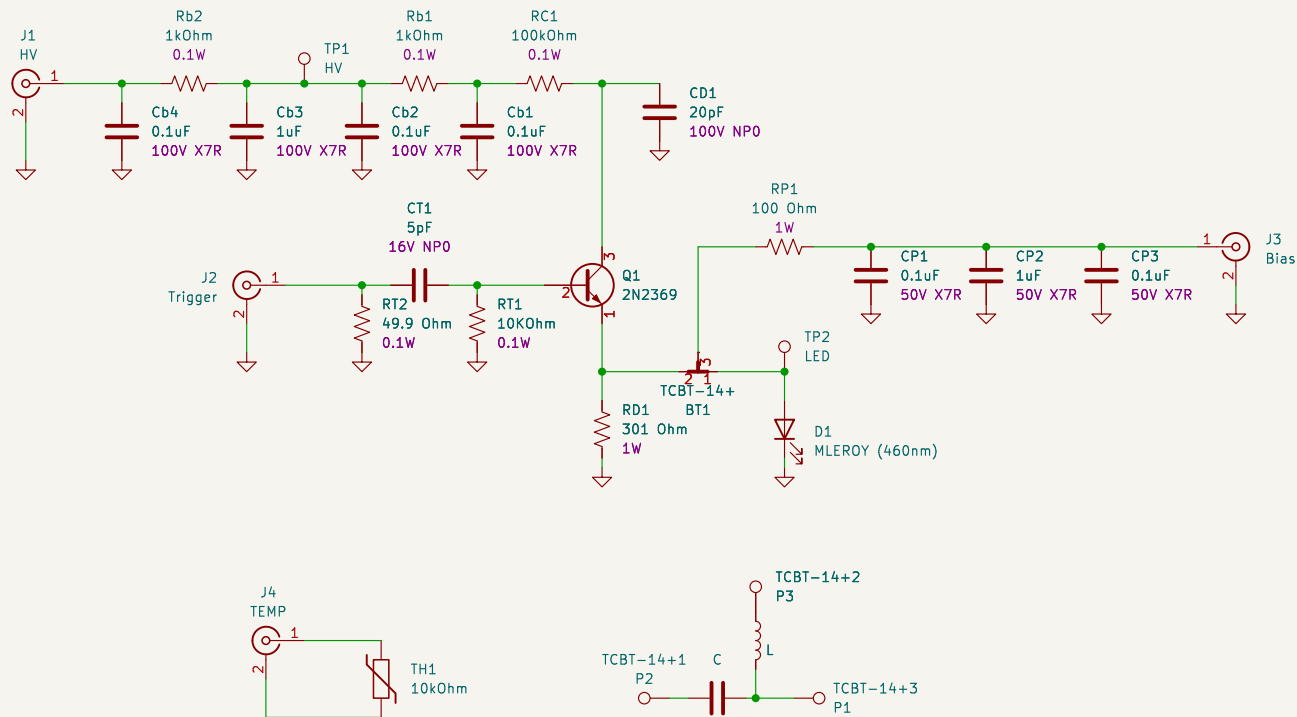 J1
HV
1
2
Rb2
1kOhm
0.1W
TP1
HV
Rb1
1kOhm
0.1W
RC1
100kOhm
0.1W
Cb4
0.1uF
100V X7R
Cb3
1uF
100V X7R
Cb2
0.1uF
100V X7R
Cb1
0.1uF
100V X7R
CD1
20pF
100V NP0
J2
Trigger
1
2
CT1
5pF
16V NP0
RT2
49.9 Ohm
0.1W
RT1
10KOhm
0.1W
3
2
1
Q1
2N2369
RP1
100 Ohm
1W
CP1
0.1uF
50V X7R
CP2
1uF
50V X7R
CP3
0.1uF
50V X7R
1
2
J3
Bias
TP2
LED
3
2
1
TCBT-14+
BT1
RD1
301 Ohm
1W
D1
MLEROY (460nm)
J4
TEMP
1
2
TH1
10kOhm
TCBT-14+2
P3
L
TCBT-14+1
P2
C
TCBT-14+3
P1